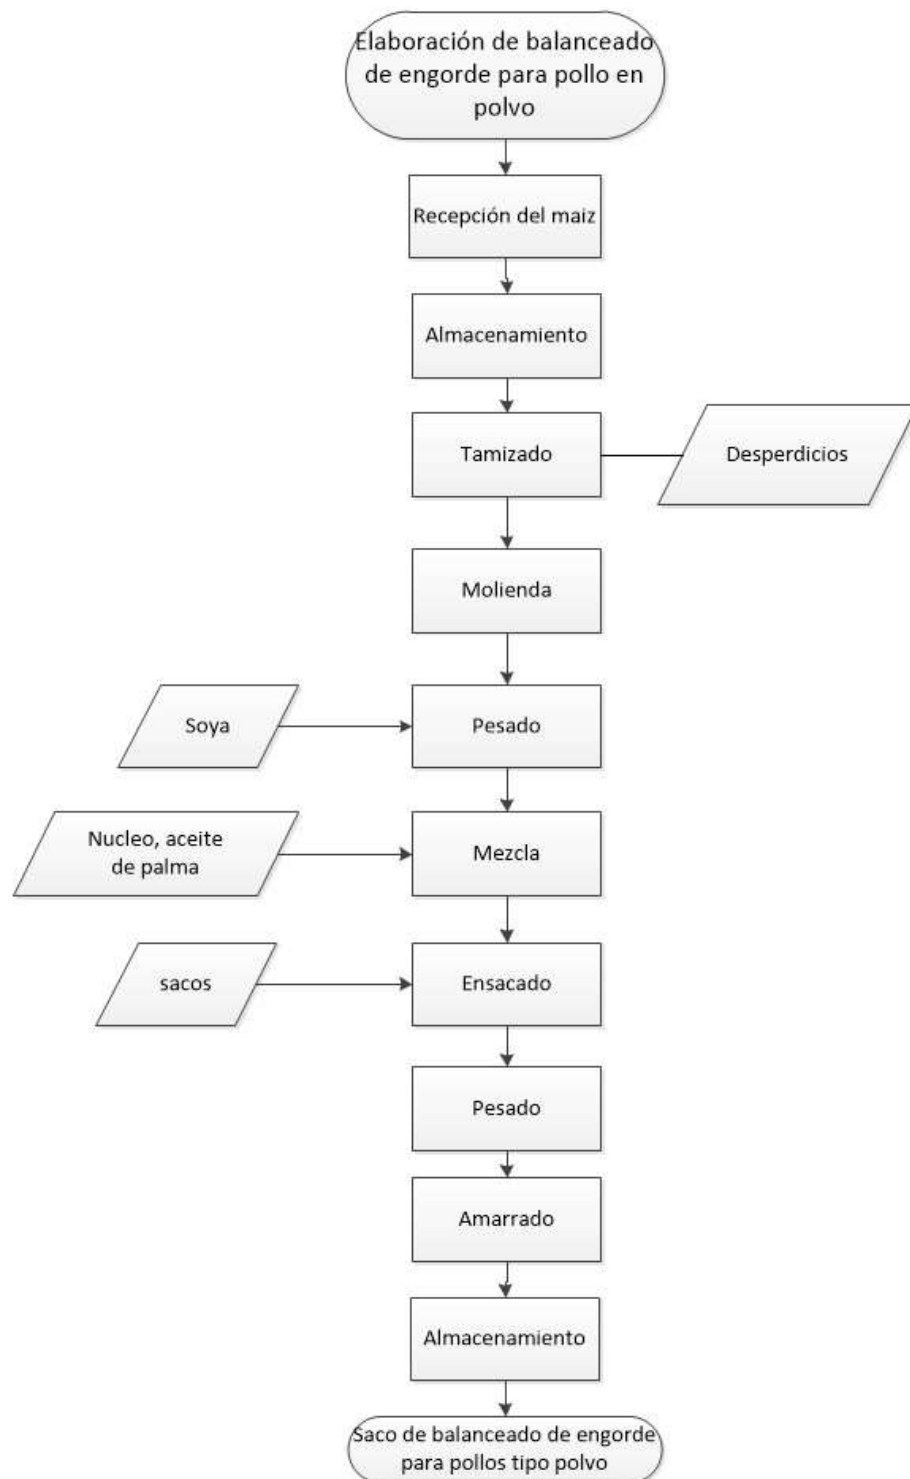 Elaboración de balanceado
de engorde para pollo en
polvo
Recepción del maiz
Almacenamiento
Tamizado
Desperdicios
Molienda
Soya
Pesado
Nucleo, aceite
de palma
Mezcla
sacos
Ensacado
Pesado
Amarrado
Almacenamiento
Saco de balanceado de engorde
para pollos tipo polvo